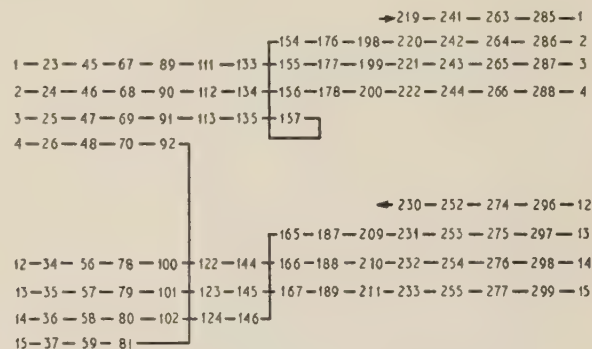 219 — 241 — 263 — 285 — 1
154 — 176 — 198 — 220 — 242 — 264 — 286 — 2
1 — 23 — 45 — 67 — 89 — 111 — 133 — 155 — 177 — 199 — 221 — 243 — 265 — 287 — 3
2 — 24 — 46 — 68 — 90 — 112 — 134 — 156 — 178 — 200 — 222 — 244 — 266 — 288 — 4
3 — 25 — 47 — 69 — 91 — 113 — 135 — 157
4 — 26 — 48 — 70 — 92
230 — 252 — 274 — 296 — 12
165 — 187 — 209 — 231 — 253 — 275 — 297 — 13
12 — 34 — 56 — 78 — 100 — 122 — 144 — 166 — 188 — 210 — 232 — 254 — 276 — 298 — 14
13 — 35 — 57 — 79 — 101 — 123 — 145 — 167 — 189 — 211 — 233 — 255 — 277 — 299 — 15
14 — 36 — 58 — 80 — 102 — 124 — 146
15 — 37 — 59 — 81